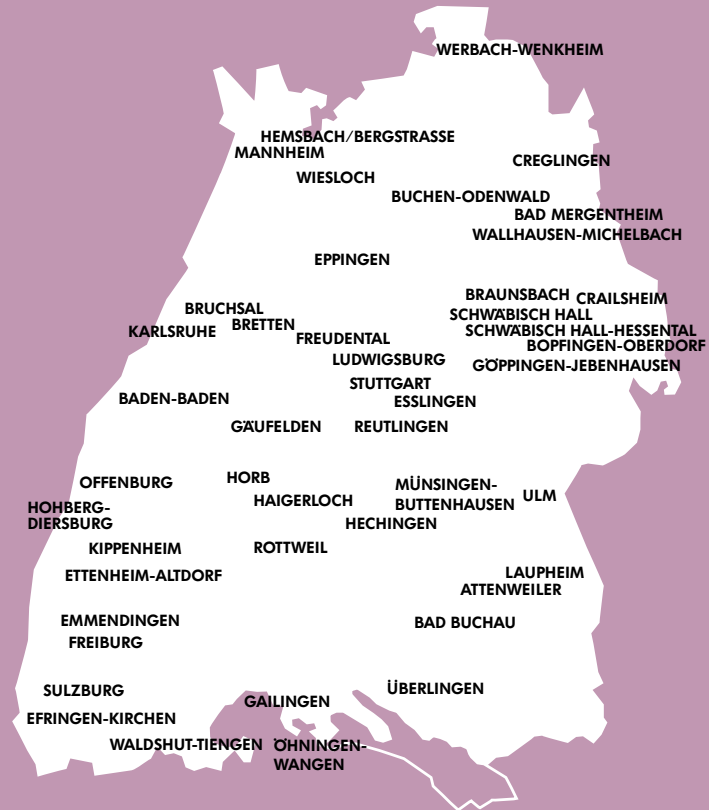 WERBACH-WENKHEIM
HEMSBACH/BERGSTRASSE
MANNHEIM
CREGLINGEN
WIESLOCH
BUCHEN-ODENWALD
BAD MERGENTHEIM
WALLHAUSEN-MICHELBACH
EPPINGEN
BRAUNSBACH
CRAILSHEIM
BRUCHSAL
SCHWÄBISCH HALL
KARLSRUHE
BRETTEN
SCHWÄBISCH HALL-HESSENTAL
FREUDENTAL
BOPFINGEN-OBERDORF
LUDWIGSBURG
GÖPPINGEN-JEBENHAUSEN
STUTTGART
BADEN-BADEN
ESSLINGEN
GÄUFELDEN
REUTLINGEN
OFFENBURG
HORB
MÜNSINGEN-
BUTTENHAUSEN
ULM
HAIGERLOCH
HOHBERG-
DIERSBURG
HECHINGEN
KIPPENHEIM
ROTTWEIL
ETTENHEIM-ALTDORF
LAUPHEIM
ATTENWEILER
EMMENDINGEN
BAD BUCHAU
FREIBURG
SULZBURG
ÜBERLINGEN
GAILINGEN
EFRINGEN-KIRCHEN
WALDSHUT-TIENGEN
ÖHNINGEN-
WANGEN